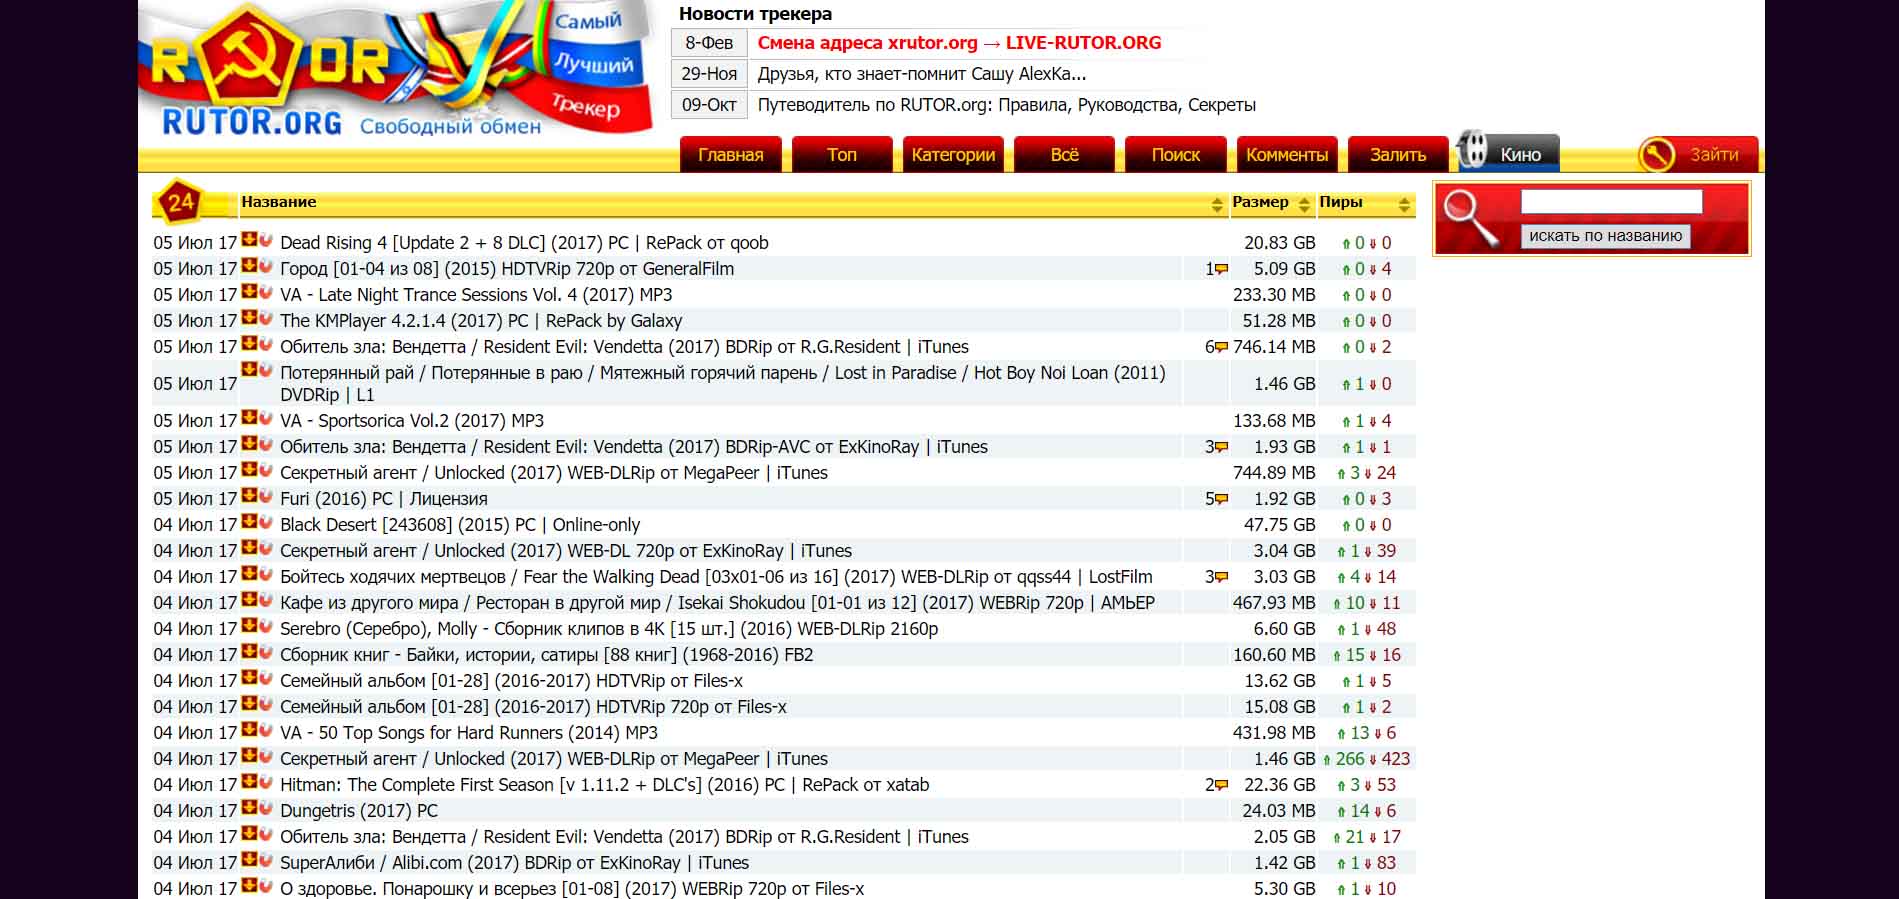 R OR
RUTOR.ORG Свободный обмен
Самый
Лучший
Трекер
Новости трекера
8-Фев Смена адреса xrutor.org → LIVE-RUTOR.ORG
29-Ноя Друзья, кто знает-помнит Сашу AlexKa...
09-Окт Путеводитель по RUTOR.org: Правила, Руководства, Секреты
Главная Топ Категории Всё Поиск Комменты Залить Кино Зайти
24 Название Размер Пиры
искать по названию
05 Июл 17 Dead Rising 4 [Update 2 + 8 DLC] (2017) PC | RePack от qoob 20.83 GB 0 0
05 Июл 17 Город [01-04 из 08] (2015) HDTVRip 720p от GeneralFilm 1 5.09 GB 0 4
05 Июл 17 VA - Late Night Trance Sessions Vol. 4 (2017) MP3 233.30 MB 0 0
05 Июл 17 The KMPlayer 4.2.1.4 (2017) PC | RePack by Galaxy 51.28 MB 0 0
05 Июл 17 Обитель зла: Вендетта / Resident Evil: Vendetta (2017) BDRip от R.G.Resident | iTunes 6 746.14 MB 0 2
05 Июл 17 Потерянный рай / Потерянные в раю / Мятежный горячий парень / Lost in Paradise / Hot Boy Noi Loan (2011)
DVDRip | L1 1.46 GB 1 0
05 Июл 17 VA - Sportsorica Vol.2 (2017) MP3 133.68 MB 1 4
05 Июл 17 Обитель зла: Вендетта / Resident Evil: Vendetta (2017) BDRip-AVC от ExKinoRay | iTunes 3 1.93 GB 1 1
05 Июл 17 Секретный агент / Unlocked (2017) WEB-DLRip от MegaPeer | iTunes 744.89 MB 3 24
05 Июл 17 Furi (2016) PC | Лицензия 5 1.92 GB 0 3
04 Июл 17 Black Desert [243608] (2015) PC | Online-only 47.75 GB 0 0
04 Июл 17 Секретный агент / Unlocked (2017) WEB-DL 720p от ExKinoRay | iTunes 3.04 GB 1 39
04 Июл 17 Бойтесь ходячих мертвецов / Fear the Walking Dead [03x01-06 из 16] (2017) WEB-DLRip от qqss44 | LostFilm 3 3.03 GB 4 14
04 Июл 17 Кафе из другого мира / Ресторан в другой мир / Isekai Shokudou [01-01 из 12] (2017) WEBRip 720p | АМЬЕР 467.93 MB 10 11
04 Июл 17 Serebro (Серебро), Molly - Сборник клипов в 4K [15 шт.] (2016) WEB-DLRip 2160p 6.60 GB 1 48
04 Июл 17 Сборник книг - Байки, истории, сатиры [88 книг] (1968-2016) FB2 160.60 MB 15 16
04 Июл 17 Семейный альбом [01-28] (2016-2017) HDTVRip от Files-x 13.62 GB 1 5
04 Июл 17 Семейный альбом [01-28] (2016-2017) HDTVRip 720p от Files-x 15.08 GB 1 2
04 Июл 17 VA - 50 Top Songs for Hard Runners (2014) MP3 431.98 MB 13 6
04 Июл 17 Секретный агент / Unlocked (2017) WEB-DLRip от MegaPeer | iTunes 1.46 GB 266 423
04 Июл 17 Hitman: The Complete First Season [v 1.11.2 + DLC's] (2016) PC | RePack от xatab 2 22.36 GB 3 53
04 Июл 17 Dungetris (2017) PC 24.03 MB 14 6
04 Июл 17 Обитель зла: Вендетта / Resident Evil: Vendetta (2017) BDRip от R.G.Resident | iTunes 2.05 GB 21 17
04 Июл 17 SuperАлиби / Alibi.com (2017) BDRip от ExKinoRay | iTunes 1.42 GB 1 83
04 Июл 17 О здоровье. Понарошку и всерьез [01-08] (2017) WEBRip 720p от Files-x 5.30 GB 1 10